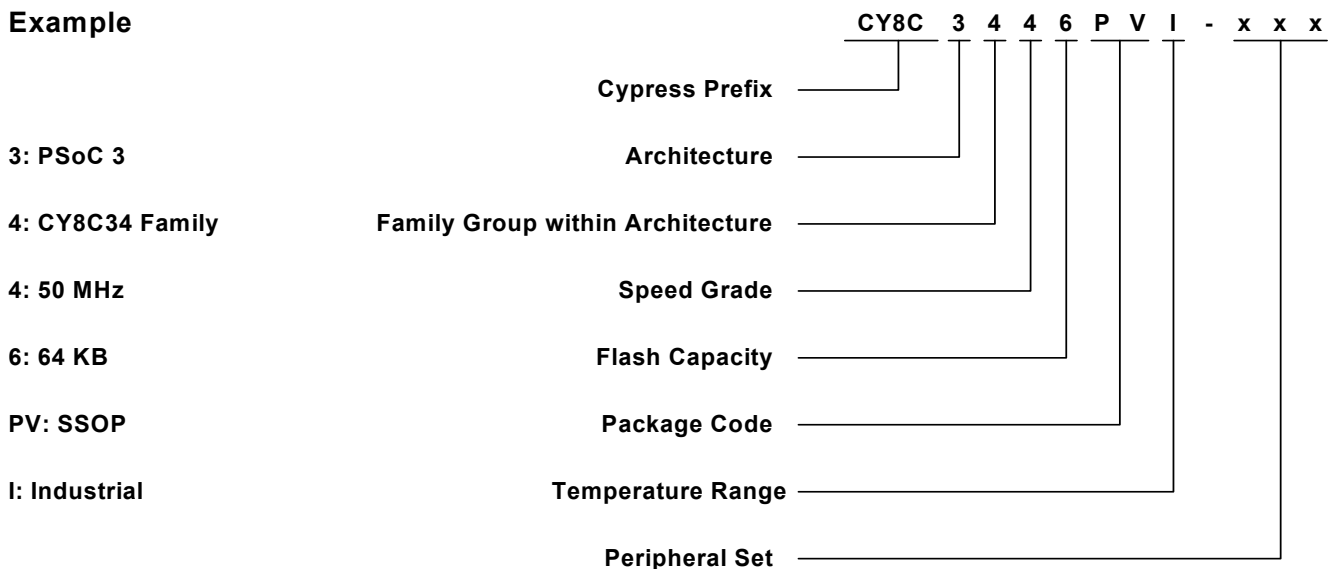 Example CY8C 3 4 4 6 P V I - x x x
Cypress Prefix
3: PSoC 3 Architecture
4: CY8C34 Family Family Group within Architecture
4: 50 MHz Speed Grade
6: 64 KB Flash Capacity
PV: SSOP Package Code
I: Industrial Temperature Range
Peripheral Set